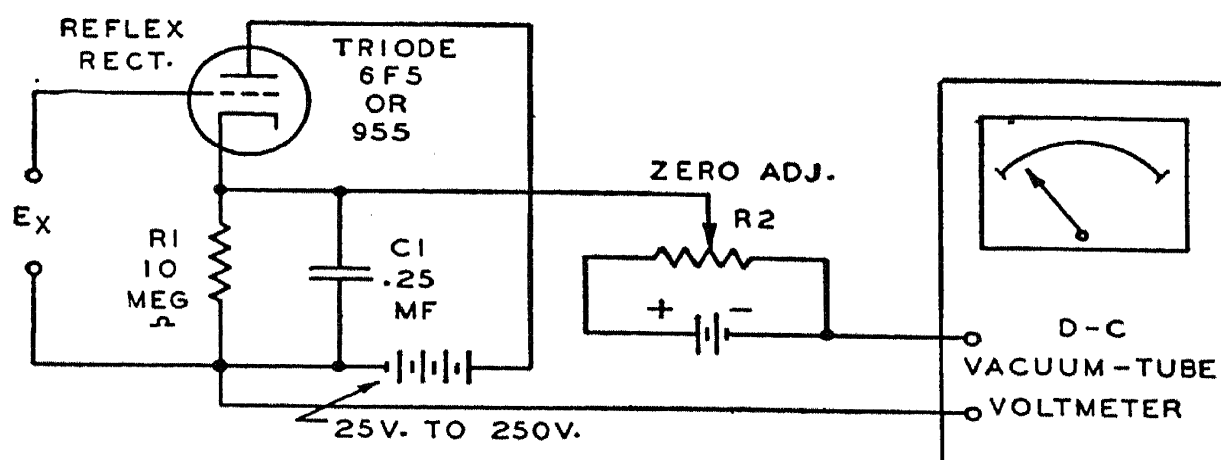 REFLEX
RECT.
TRIODE
6F5
OR
955
ZERO ADJ.
R2
EX
R1
10
MEG
Ω
C1
.25
MF
+ -
25V. TO 250V.
D-C
VACUUM-TUBE
VOLTMETER